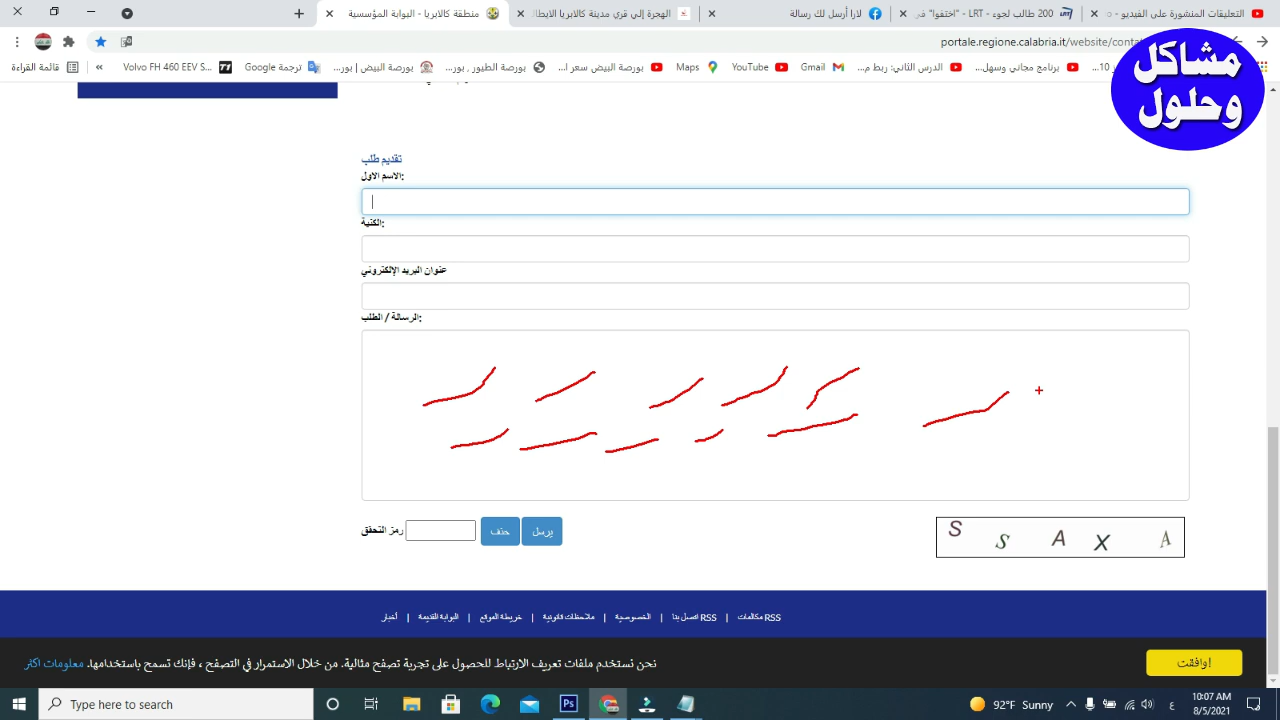 التعليقات المنشورة على الفيديو - و
200 طالب لجوء - LRT - "اختفوا" في
لارا أرسل لك رسالة
الهجرة إلى قرى مدينة كالابريا الايطا
منطقة كالابريا - البوابة المؤسسية
portale.regione.calabria.it/website/conta
الدرس الثاني: ربط م...
برنامج مجاني وسهل...
Gmail
YouTube
Maps
بورصة البيض سعر ا...
بورصة الطيور , بور...
بورصة البيض | بورز...
ترجمة Google
Volvo FH 460 EEV S...
«
قائمة القراءة
مشاكل
وحلول
تقديم طلب
الاسم الاول:
الكنية:
عنوان البريد الإلكتروني
الرسالة / الطلب:
رمز التحقق
حذف
يرسل
S S A X A
أخبار | البوابة القديمة | ملاحظات قانونية | خريطة الموقع | الخصوصية | RSS اتصل بنا | RSS مكالمات
نحن نستخدم ملفات تعريف الارتباط للحصول على تجربة تصفح مثالية. من خلال الاستمرار في التصفح ، فإنك تسمح باستخدامها. معلومات اكثر
وافقت!
Type here to search
92°F Sunny
ع
10:07 AM
8/5/2021